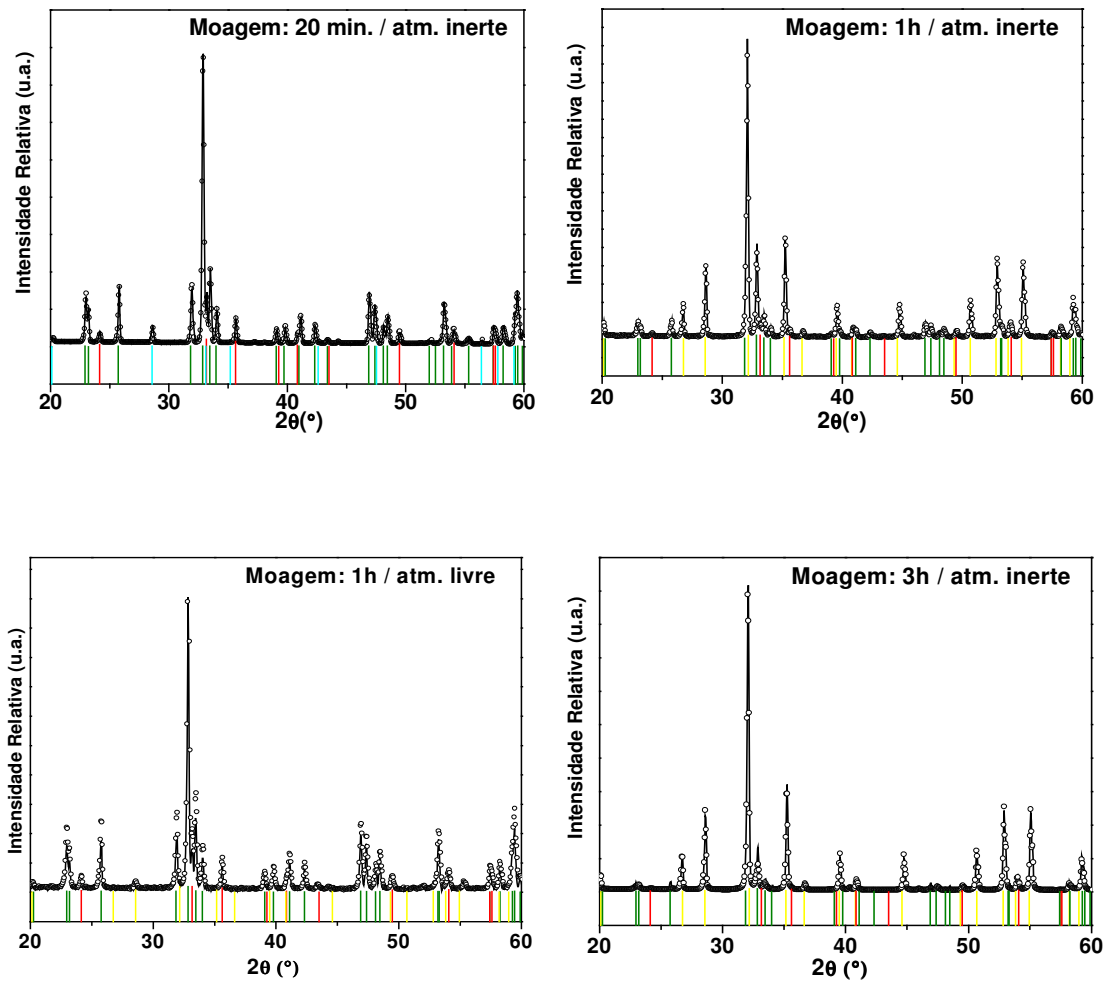 Moagem: 20 min. / atm. inerte
Intensidade Relativa (u.a.)
20 30 40 50 60
2θ(°)
Moagem: 1h / atm. inerte
Intensidade Relativa (u.a.)
20 30 40 50 60
2θ(°)
Moagem: 1h / atm. livre
Intensidade Relativa (u.a.)
20 30 40 50 60
2θ (°)
Moagem: 3h / atm. inerte
Intensidade Relativa (u.a.)
20 30 40 50 60
2θ (°)